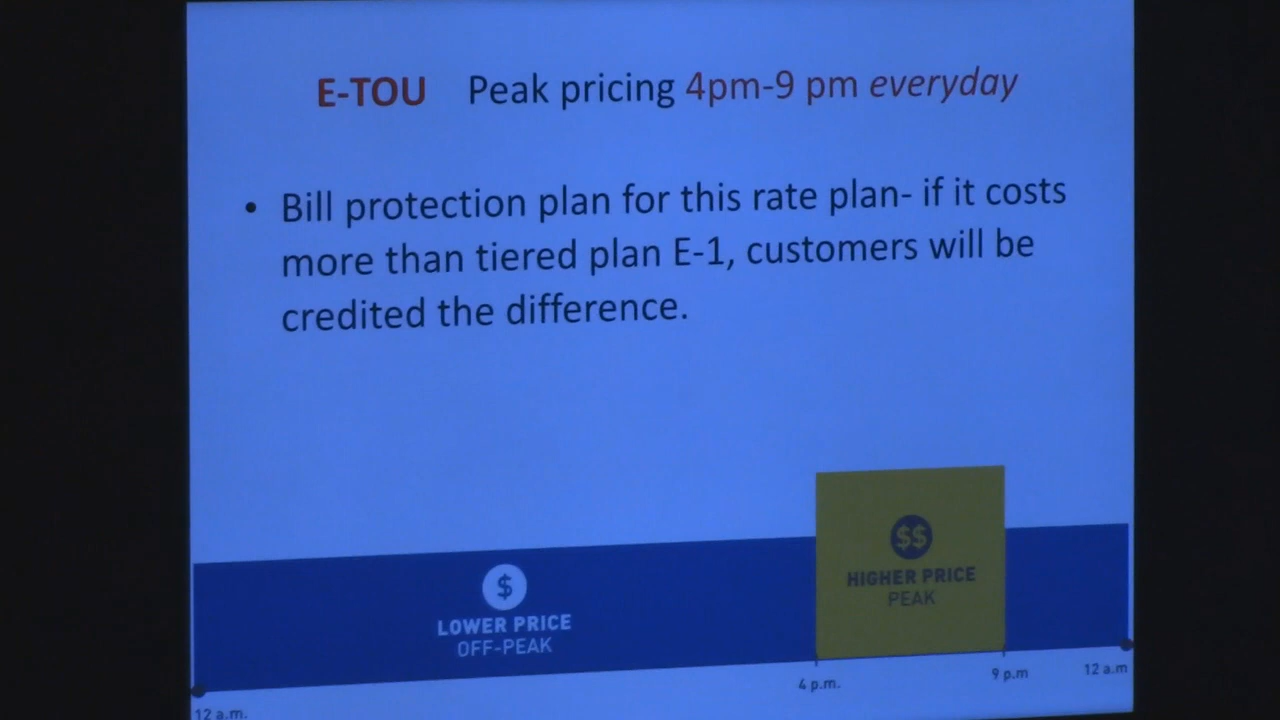 E-TOU Peak pricing 4pm-9 pm everyday
• Bill protection plan for this rate plan- if it costs
more than tiered plan E-1, customers will be
credited the difference.
$$
HIGHER PRICE
PEAK
$
LOWER PRICE
OFF-PEAK
12 a.m.
4 p.m.
9 p.m
12 a.m